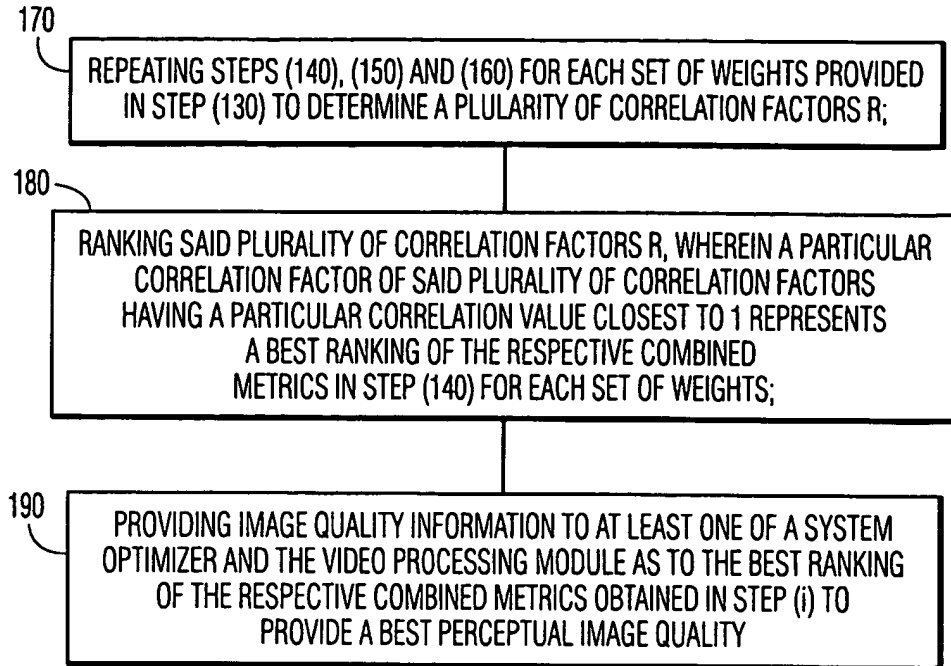 170
REPEATING STEPS (140), (150) AND (160) FOR EACH SET OF WEIGHTS PROVIDED
IN STEP (130) TO DETERMINE A PLULARITY OF CORRELATION FACTORS R;
180
RANKING SAID PLURALITY OF CORRELATION FACTORS R, WHEREIN A PARTICULAR
CORRELATION FACTOR OF SAID PLURALITY OF CORRELATION FACTORS
HAVING A PARTICULAR CORRELATION VALUE CLOSEST TO 1 REPRESENTS
A BEST RANKING OF THE RESPECTIVE COMBINED
METRICS IN STEP (140) FOR EACH SET OF WEIGHTS;
190
PROVIDING IMAGE QUALITY INFORMATION TO AT LEAST ONE OF A SYSTEM
OPTIMIZER AND THE VIDEO PROCESSING MODULE AS TO THE BEST RANKING
OF THE RESPECTIVE COMBINED METRICS OBTAINED IN STEP (i) TO
PROVIDE A BEST PERCEPTUAL IMAGE QUALITY